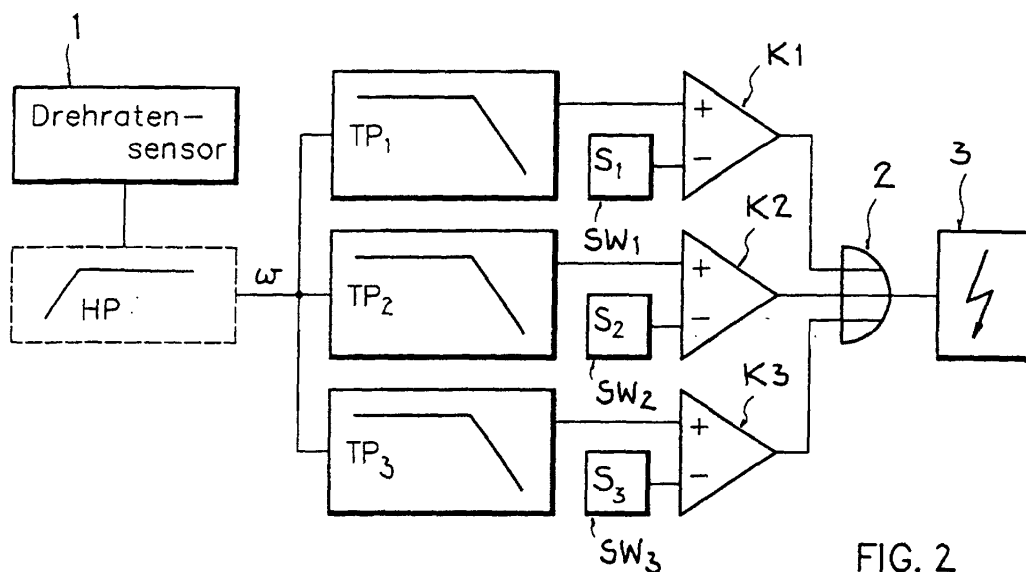 1
Drehraten-
sensor
HP
ω
TP₁
S₁
SW₁
+
−
K1
TP₂
S₂
SW₂
+
−
K2
TP₃
S₃
SW₃
+
−
K3
2
3
FIG. 2